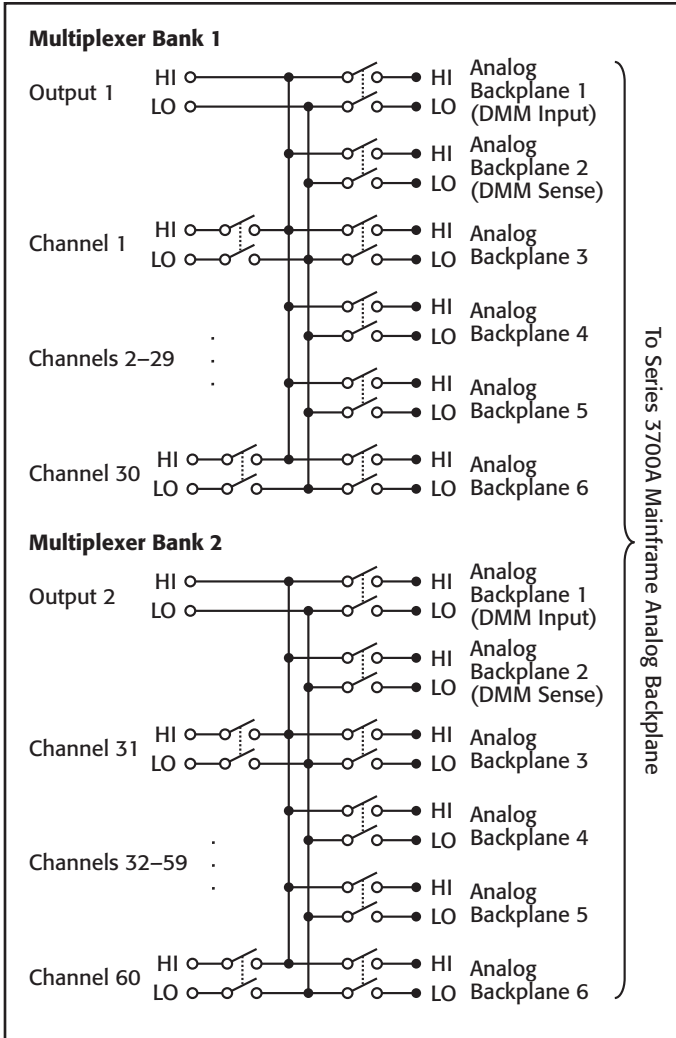 Multiplexer Bank 1
Output 1
HI
LO
HI Analog
Backplane 1
LO (DMM Input)
HI Analog
Backplane 2
LO (DMM Sense)
Channel 1
HI
LO
HI Analog
LO Backplane 3
HI Analog
LO Backplane 4
Channels 2–29
HI Analog
LO Backplane 5
Channel 30
HI
LO
HI Analog
LO Backplane 6
Multiplexer Bank 2
Output 2
HI
LO
HI Analog
Backplane 1
LO (DMM Input)
HI Analog
Backplane 2
LO (DMM Sense)
Channel 31
HI
LO
HI Analog
LO Backplane 3
HI Analog
LO Backplane 4
Channels 32–59
HI Analog
LO Backplane 5
Channel 60
HI
LO
HI Analog
LO Backplane 6
To Series 3700A Mainframe Analog Backplane